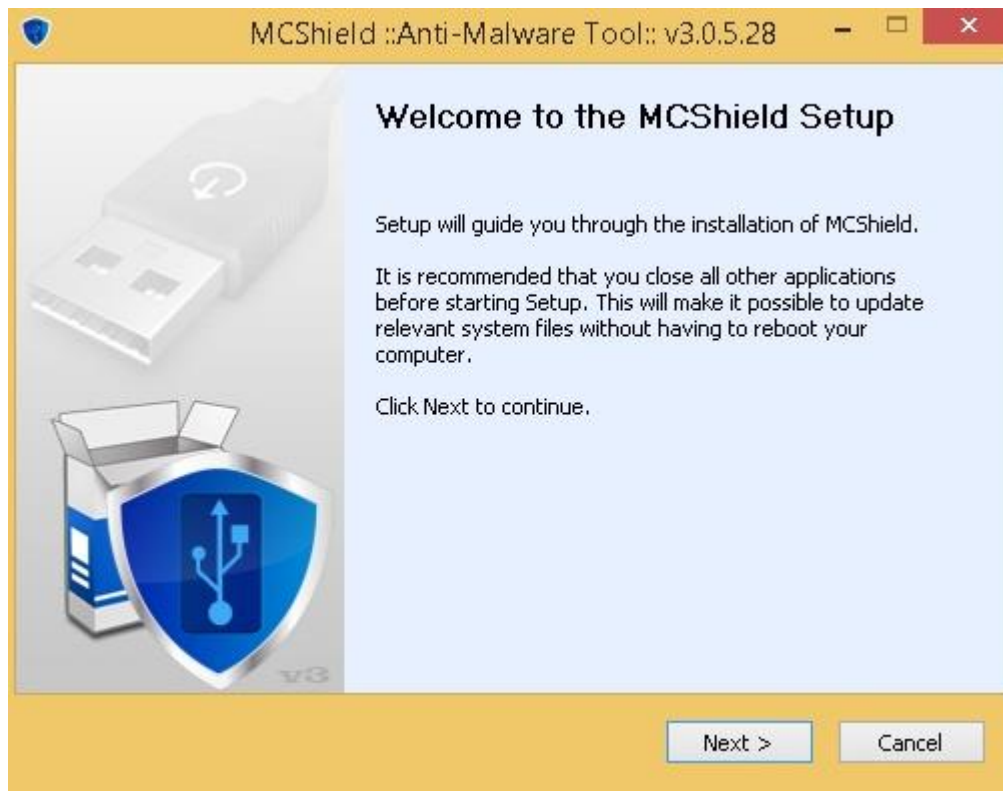 MCShield ::Anti-Malware Tool:: v3.0.5.28
Welcome to the MCShield Setup
Setup will guide you through the installation of MCShield.
It is recommended that you close all other applications
before starting Setup. This will make it possible to update
relevant system files without having to reboot your
computer.
Click Next to continue.
v3
Next >
Cancel